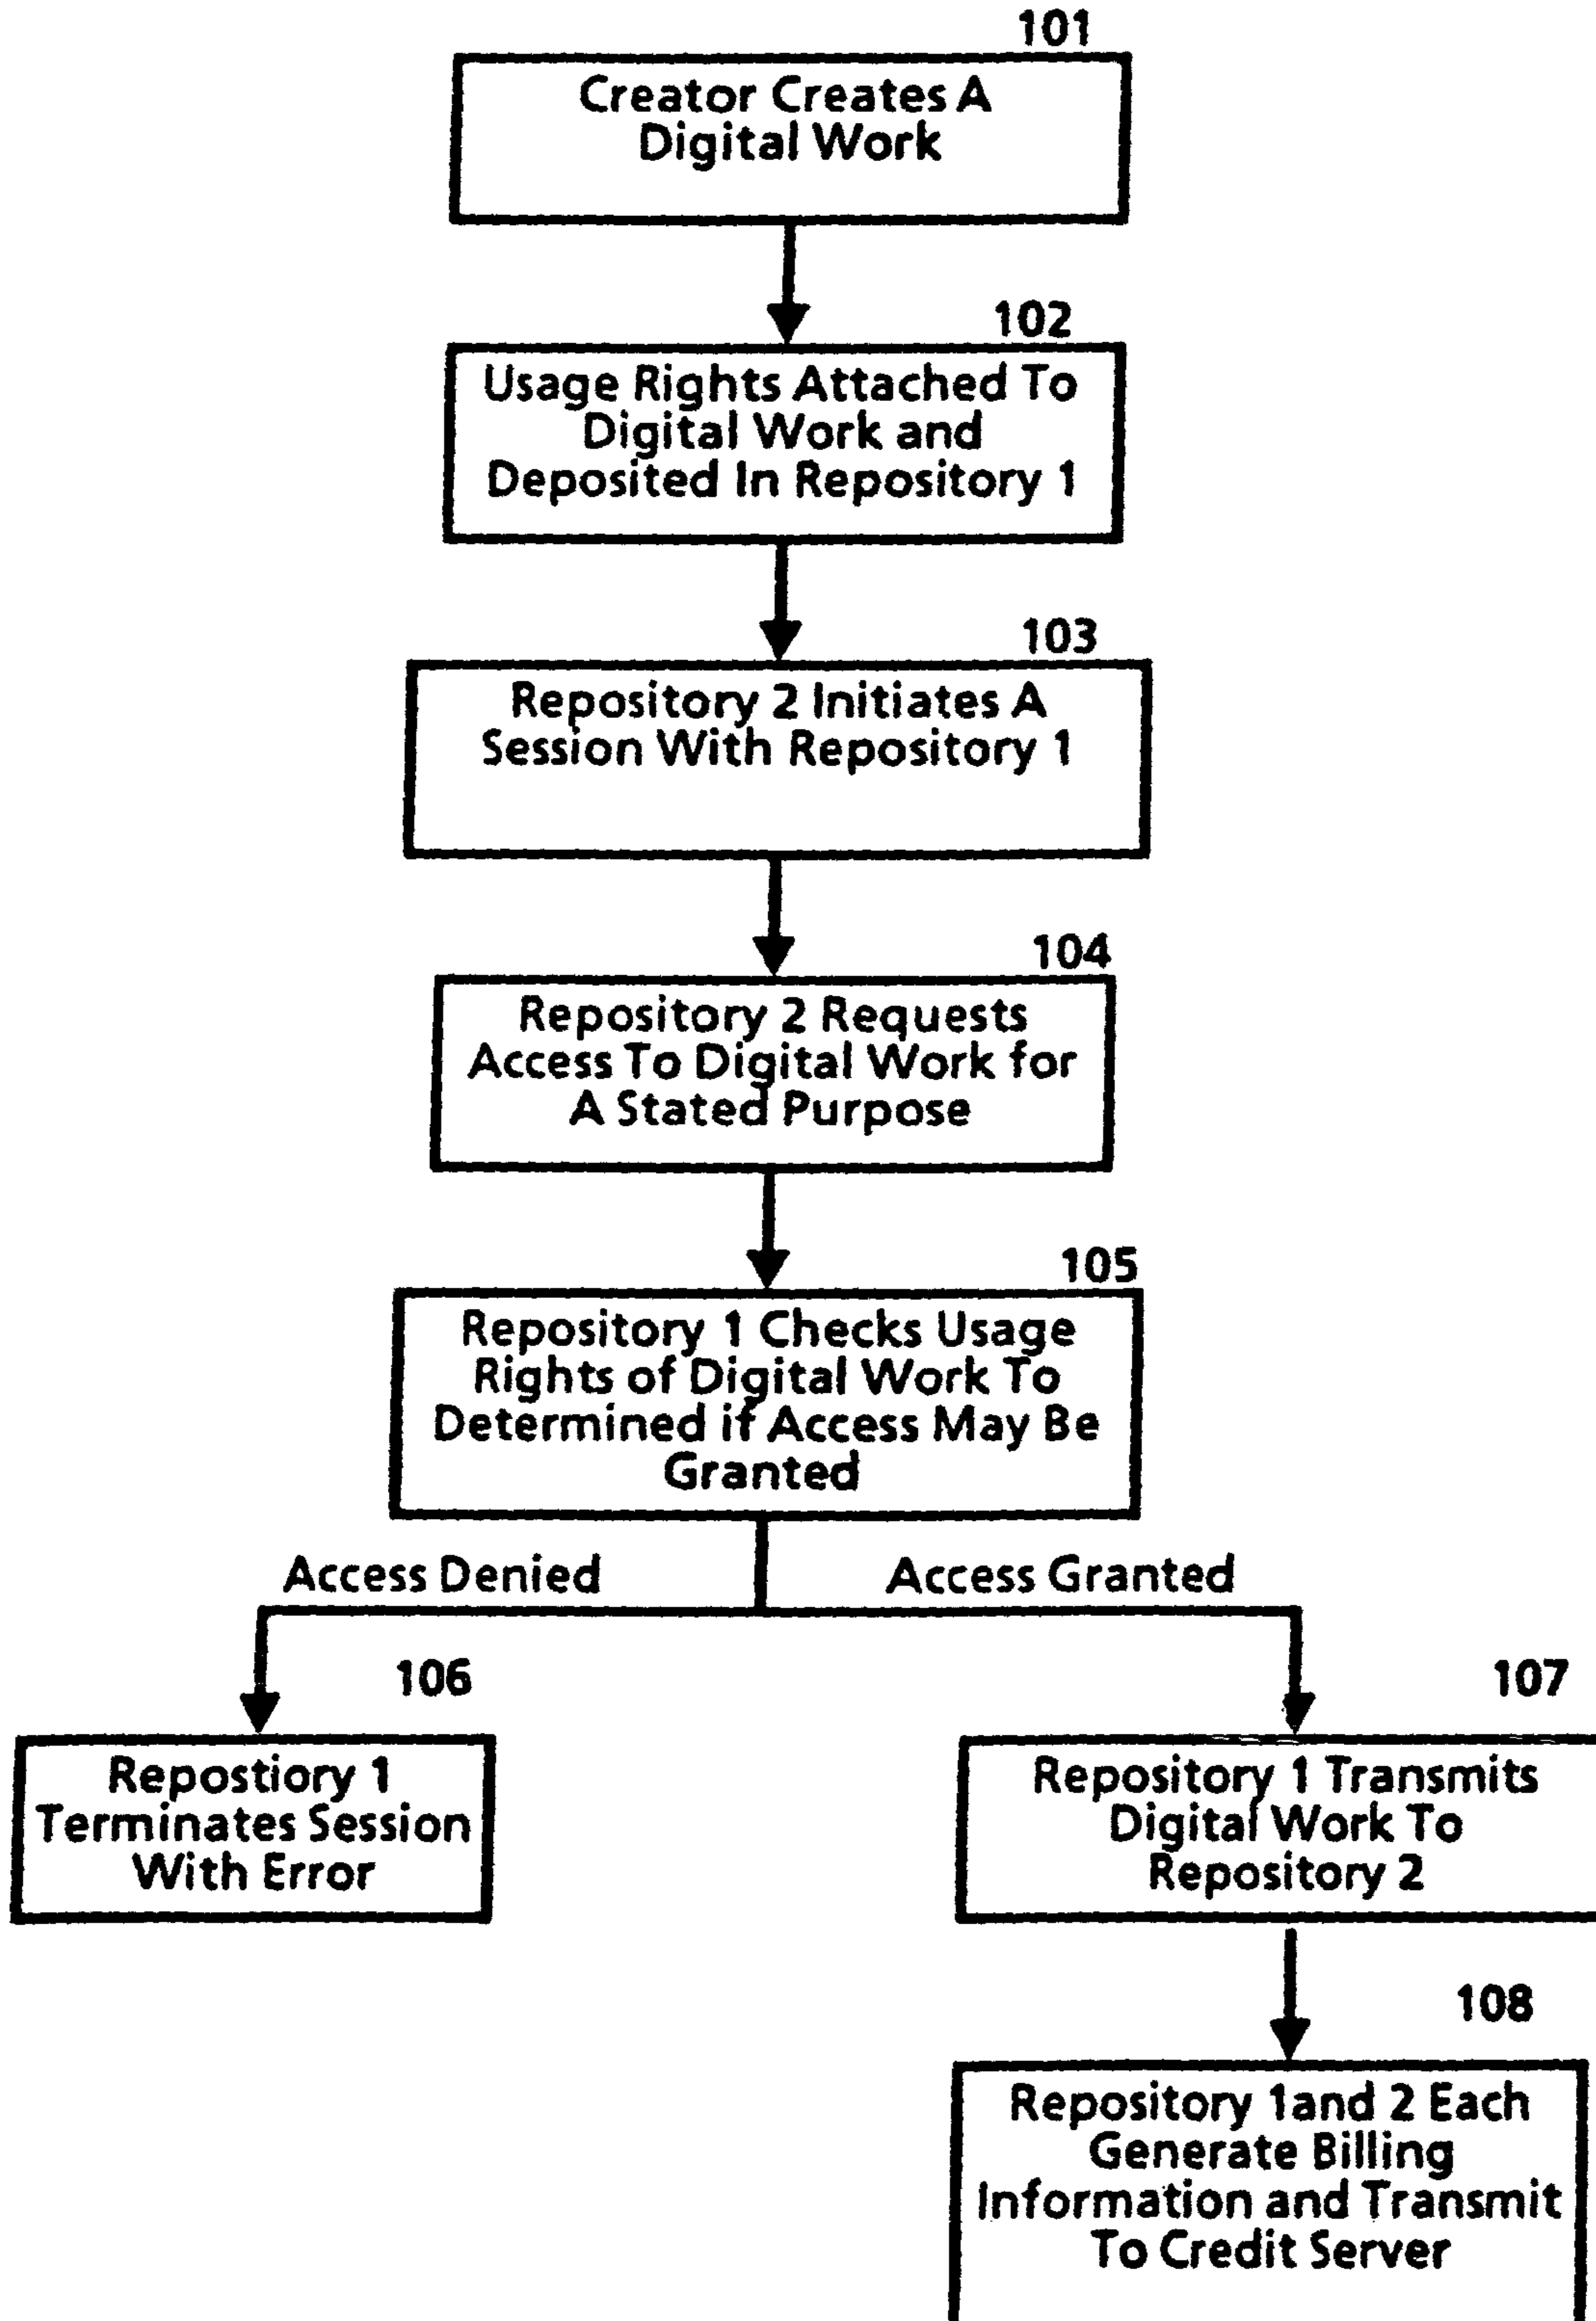 101
Creator Creates A
Digital Work
102
Usage Rights Attached To
Digital Work and
Deposited In Repository 1
103
Repository 2 Initiates A
Session With Repository 1
104
Repository 2 Requests
Access To Digital Work for
A Stated Purpose
105
Repository 1 Checks Usage
Rights of Digital Work To
Determined if Access May Be
Granted
Access Denied
Access Granted
106
Repostiory 1
Terminates Session
With Error
107
Repository 1 Transmits
Digital Work To
Repository 2
108
Repository 1and 2 Each
Generate Billing
Information and Transmit
To Credit Server